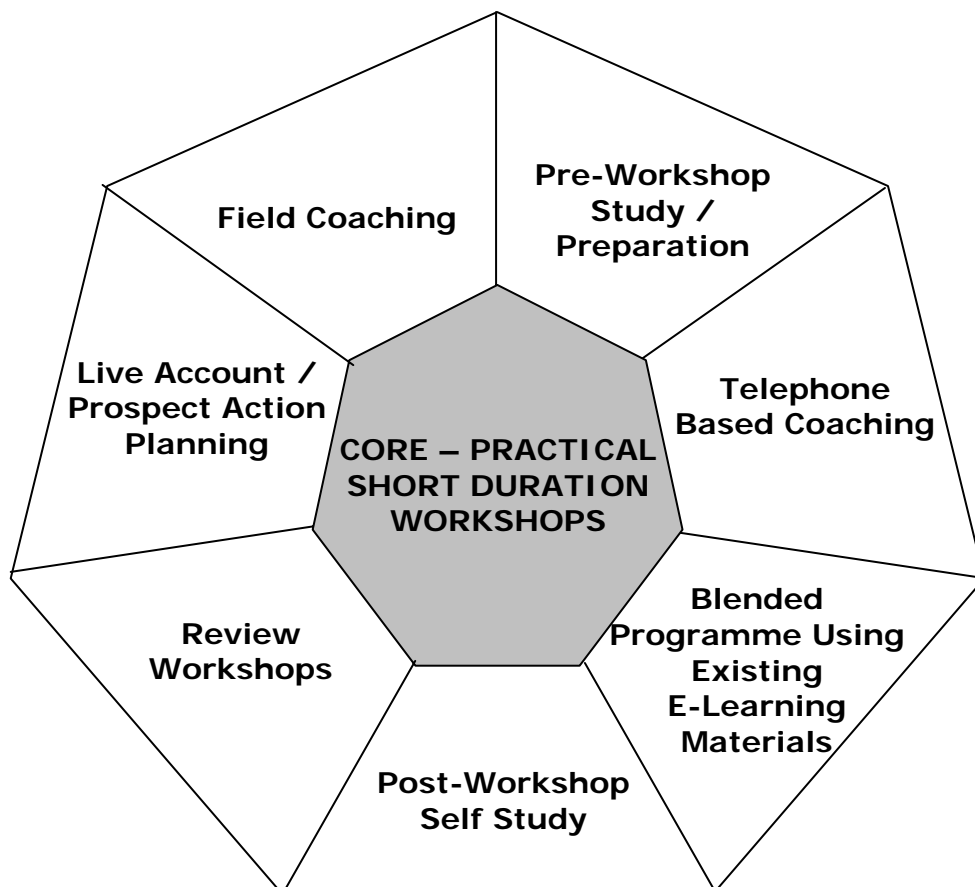 Field Coaching
Pre-Workshop
Study /
Preparation
Live Account /
Prospect Action
Planning
CORE – PRACTICAL
SHORT DURATION
WORKSHOPS
Telephone
Based Coaching
Review
Workshops
Blended
Programme Using
Existing
E-Learning
Materials
Post-Workshop
Self Study